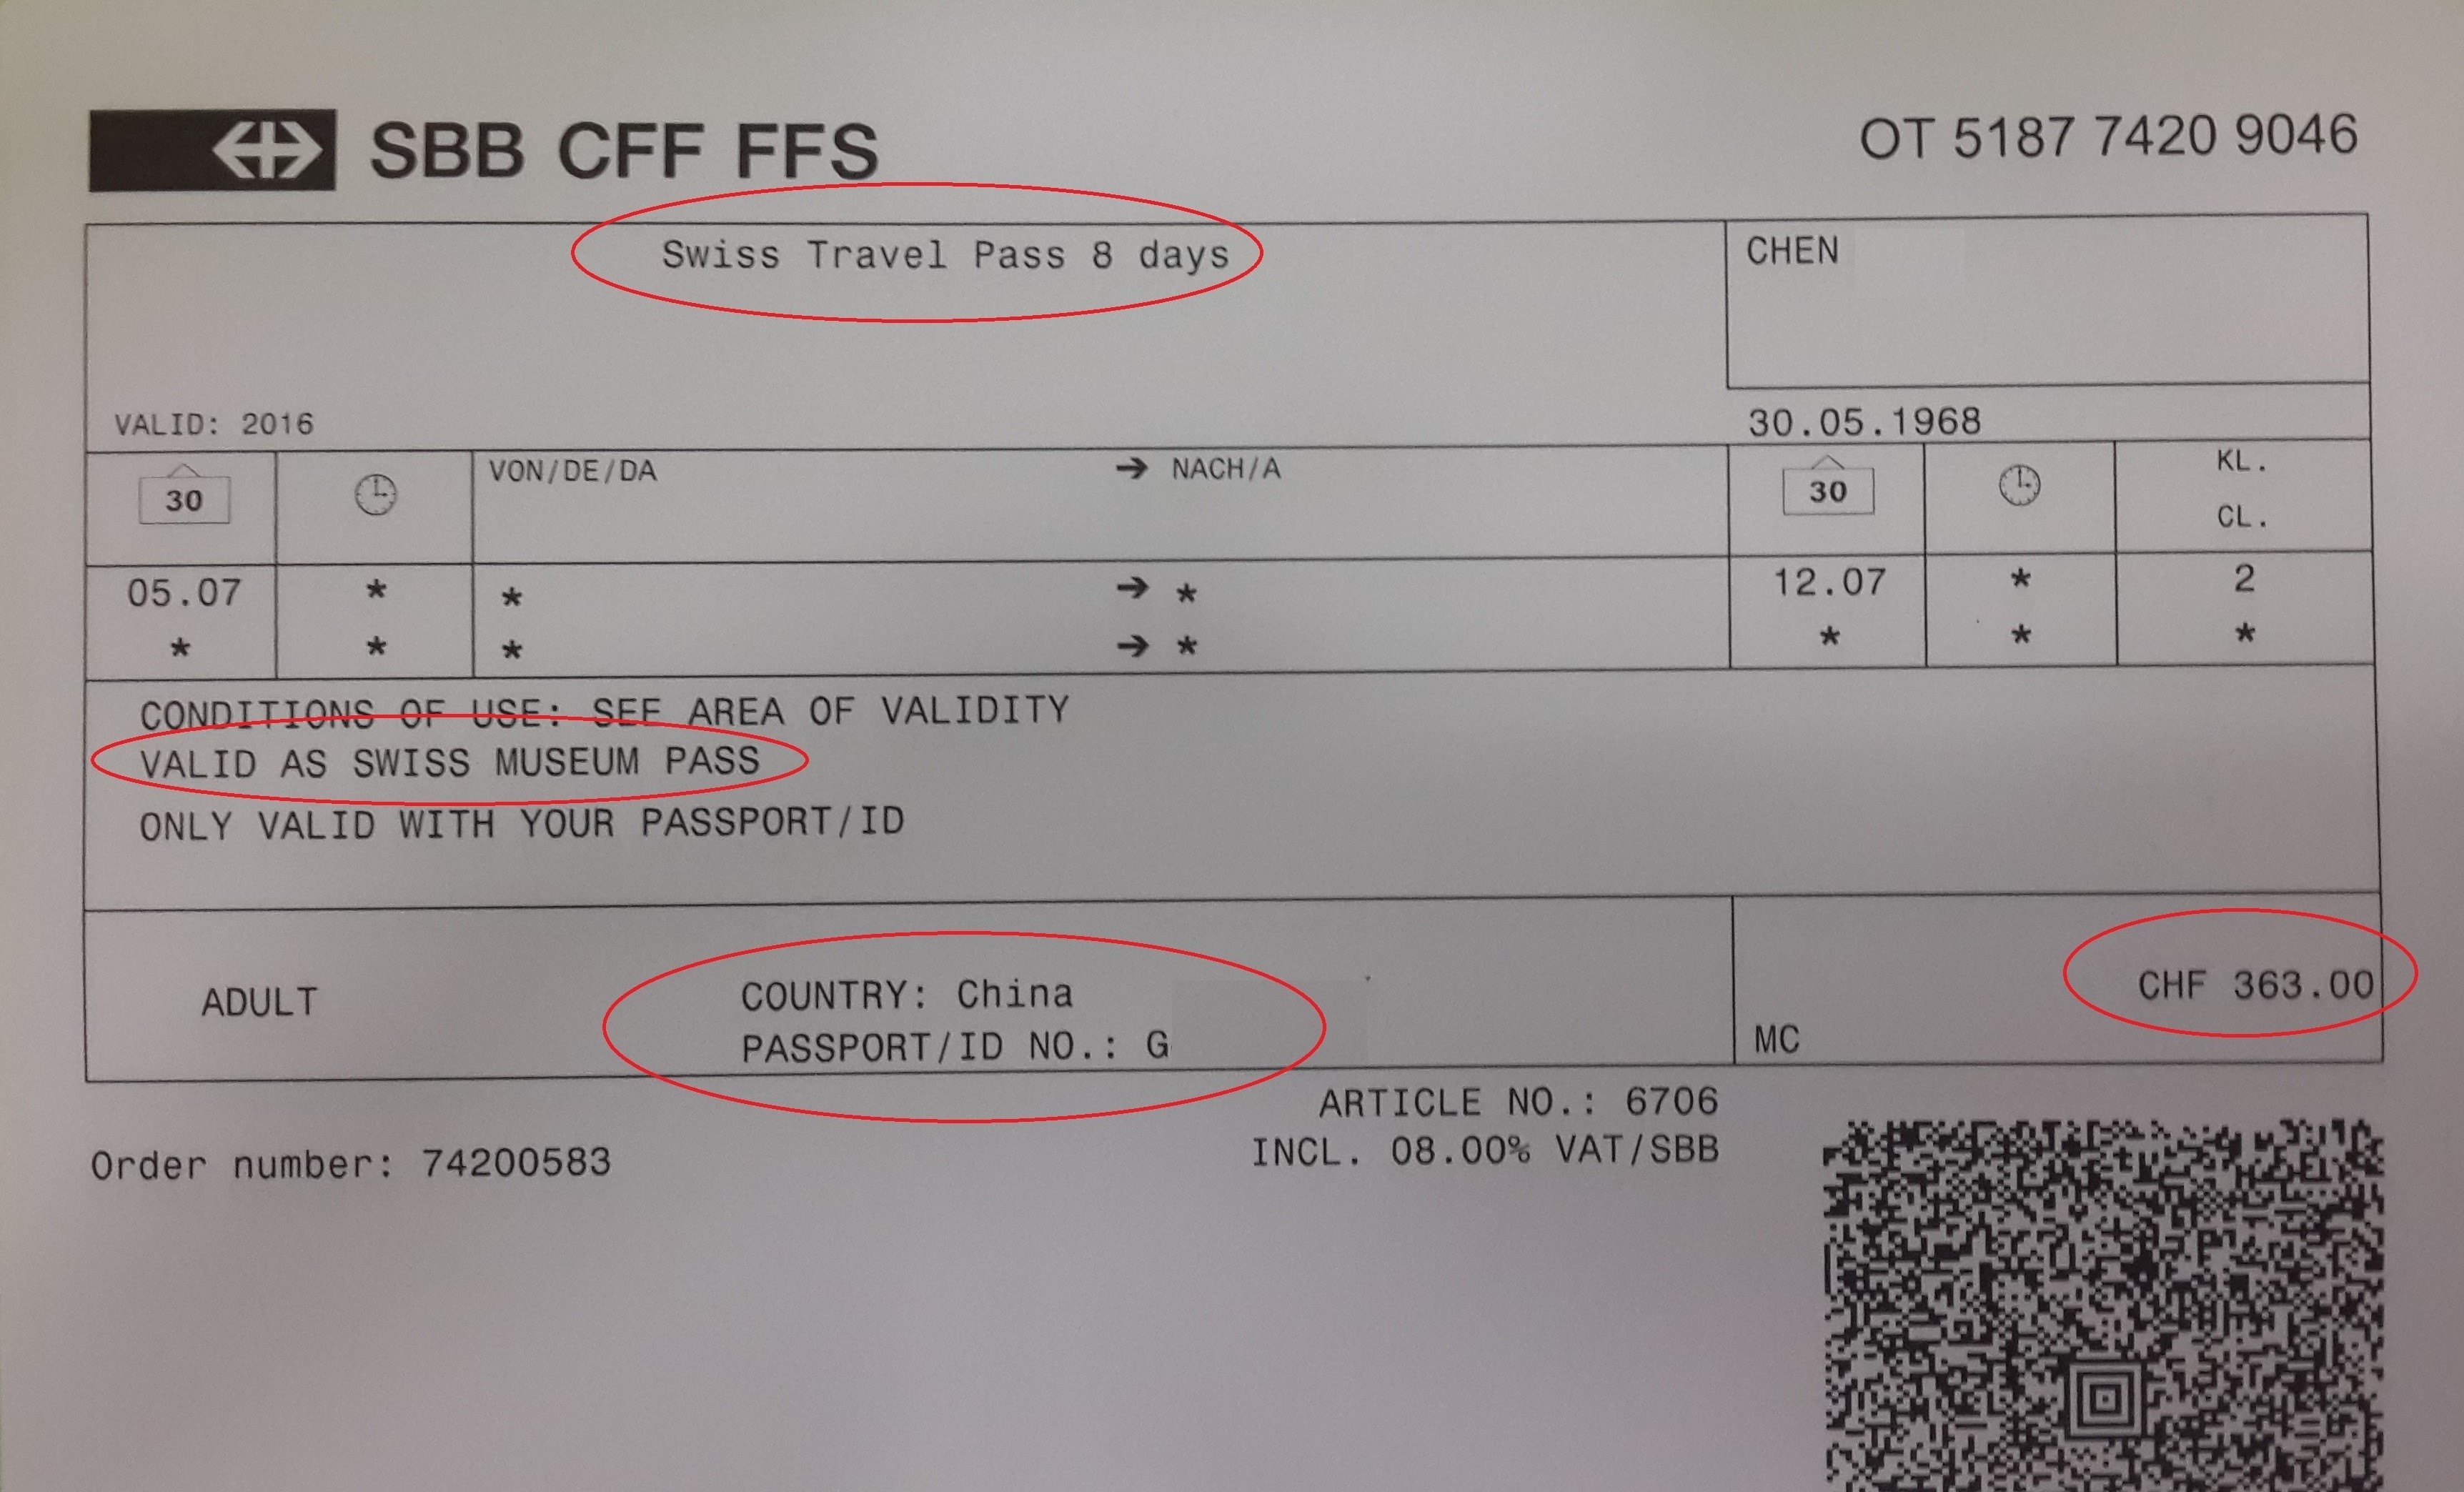 SBB CFF FFS
OT 5187 7420 9046
Swiss Travel Pass 8 days
CHEN
VALID: 2016
30.05.1968
30 VON/DE/DA → NACH/A 30 KL.
CL.
05.07 * * → * 12.07 * 2
* * * → * * * *
CONDITIONS OF USE: SEE AREA OF VALIDITY
VALID AS SWISS MUSEUM PASS
ONLY VALID WITH YOUR PASSPORT/ID
ADULT
COUNTRY: China
PASSPORT/ID NO.: G
CHF 363.00
MC
ARTICLE NO.: 6706
INCL. 08.00% VAT/SBB
Order number: 74200583